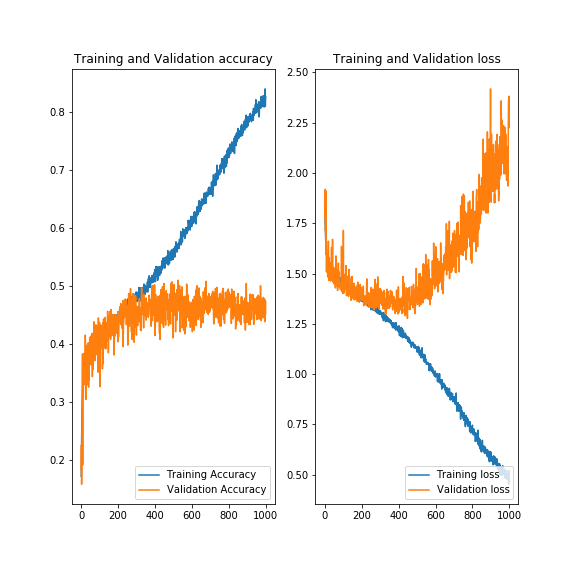 Training and Validation accuracy
0.8
0.7
0.6
0.5
0.4
0.3
0.2
0 200 400 600 800 1000
Training Accuracy
Validation Accuracy
Training and Validation loss
2.50
2.25
2.00
1.75
1.50
1.25
1.00
0.75
0.50
0 200 400 600 800 1000
Training loss
Validation loss